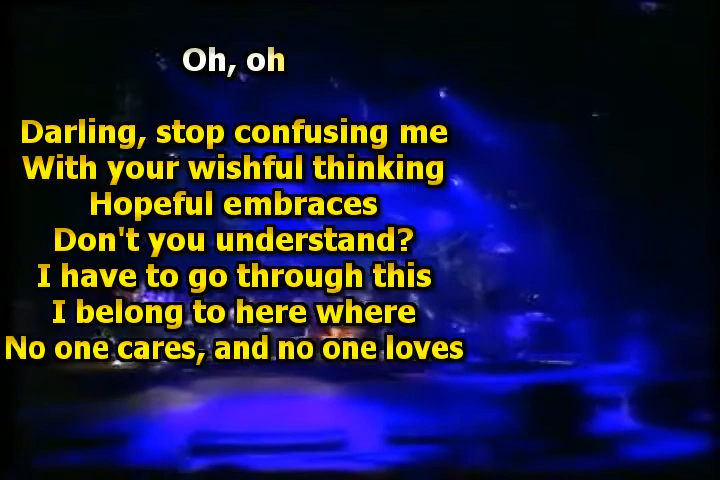 Oh, oh
Darling, stop confusing me
With your wishful thinking
Hopeful embraces
Don't you understand?
I have to go through this
I belong to here where
No one cares, and no one loves